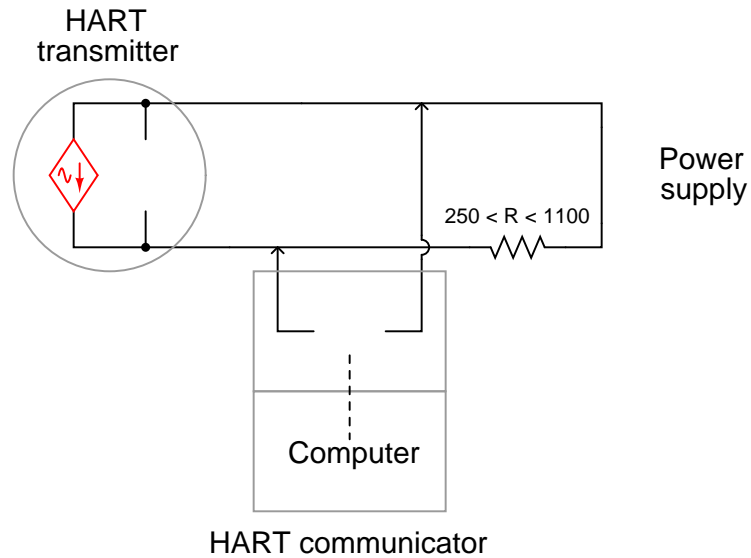 HART
transmitter
Power
supply
250 < R < 1100
Computer
HART communicator